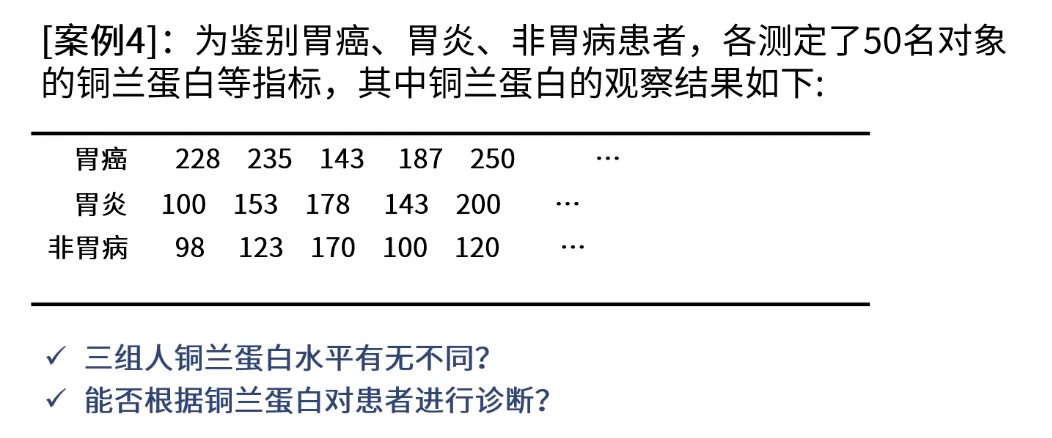 [案例4]：为鉴别胃癌、胃炎、非胃病患者，各测定了50名对象
的铜兰蛋白等指标，其中铜兰蛋白的观察结果如下:
胃癌 228 235 143 187 250 …
胃炎 100 153 178 143 200 …
非胃病 98 123 170 100 120 …
✓ 三组人铜兰蛋白水平有无不同?
✓ 能否根据铜兰蛋白对患者进行诊断?